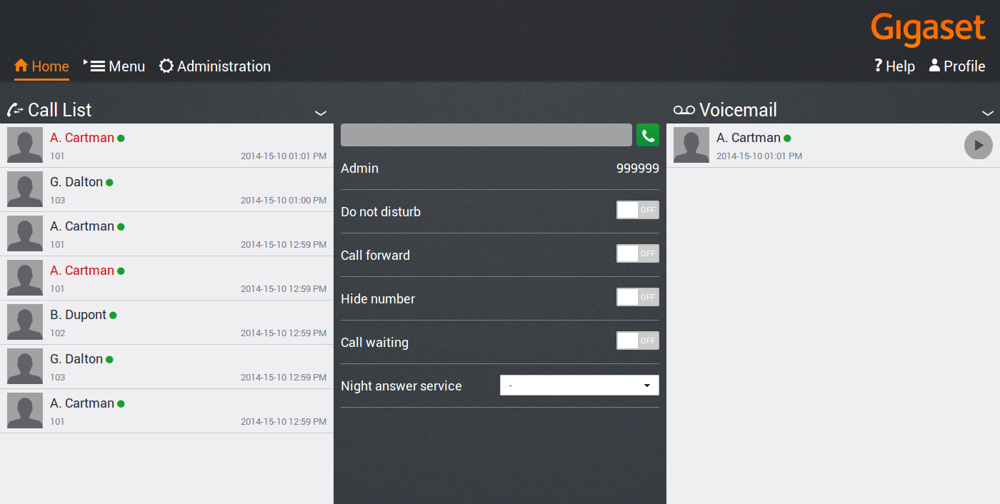 Gigaset
Home Menu Administration Help Profile
Call List
A. Cartman
101 2014-15-10 01:01 PM
G. Dalton
103 2014-15-10 01:00 PM
A. Cartman
101 2014-15-10 12:59 PM
A. Cartman
101 2014-15-10 12:59 PM
B. Dupont
102 2014-15-10 12:59 PM
G. Dalton
103 2014-15-10 12:59 PM
A. Cartman
101 2014-15-10 12:59 PM
Admin 999999
Do not disturb OFF
Call forward OFF
Hide number OFF
Call waiting OFF
Night answer service -
Voicemail
A. Cartman
2014-15-10 01:01 PM